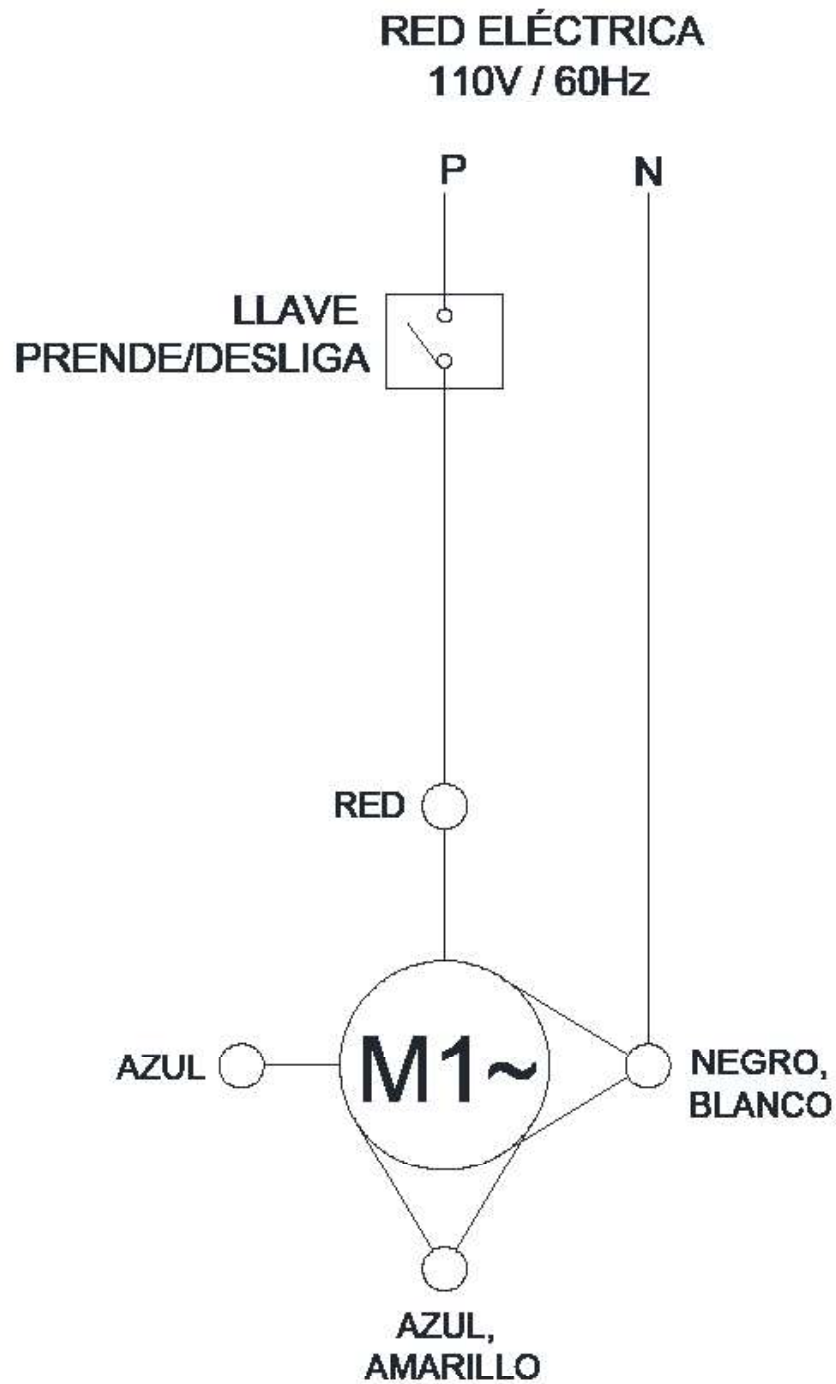 RED ELÉCTRICA
110V / 60Hz
P
N
LLAVE
PRENDE/DESLIGA
RED
AZUL
M1~
NEGRO,
BLANCO
AZUL,
AMARILLO